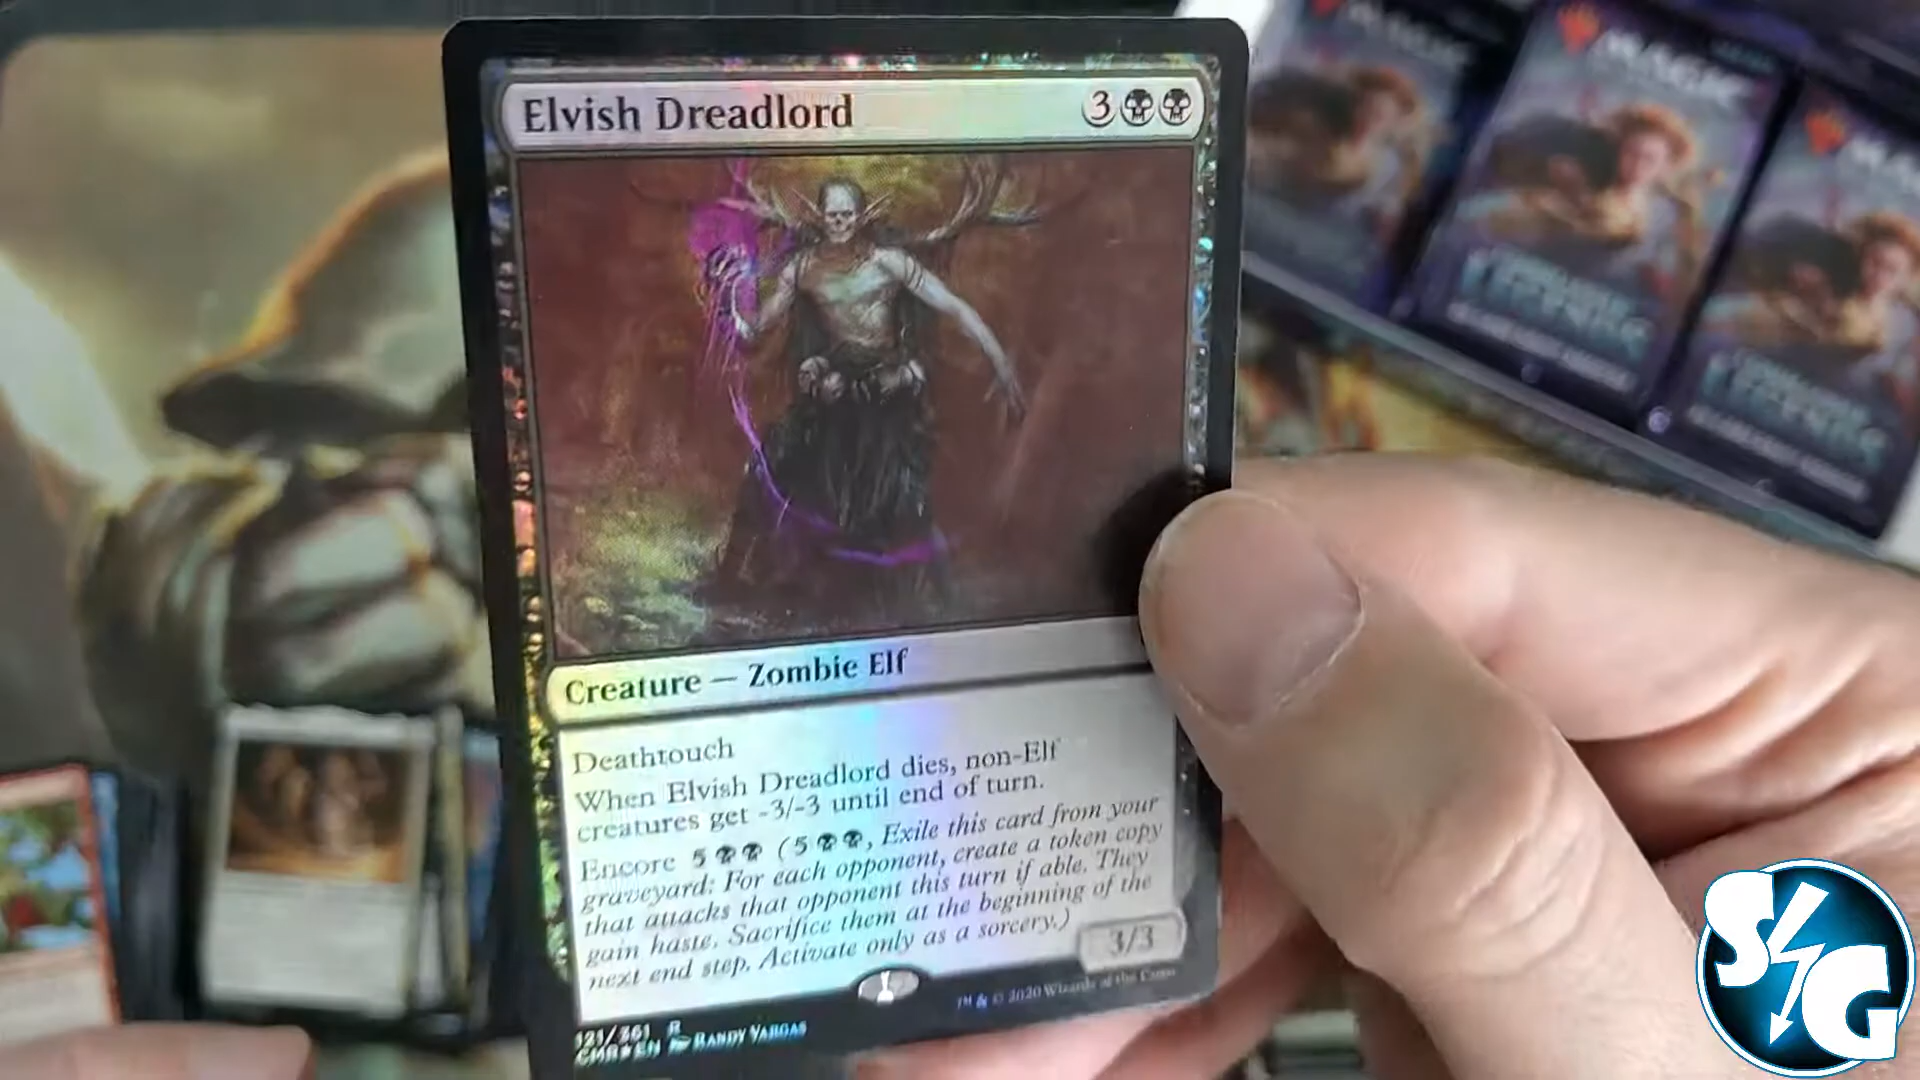 Elvish Dreadlord 3
Creature — Zombie Elf
Deathtouch
When Elvish Dreadlord dies, non-Elf
creatures get -3/-3 until end of turn.
Encore 5 (5, Exile this card from your
graveyard: For each opponent, create a token copy
that attacks that opponent this turn if able. They
gain haste. Sacrifice them at the beginning of the
next end step. Activate only as a sorcery.)
3/3
121/361 R
CMR EN RANDY VARGAS
™ & © 2020 Wizards of the Coast
MAGIC
MAGIC
SG